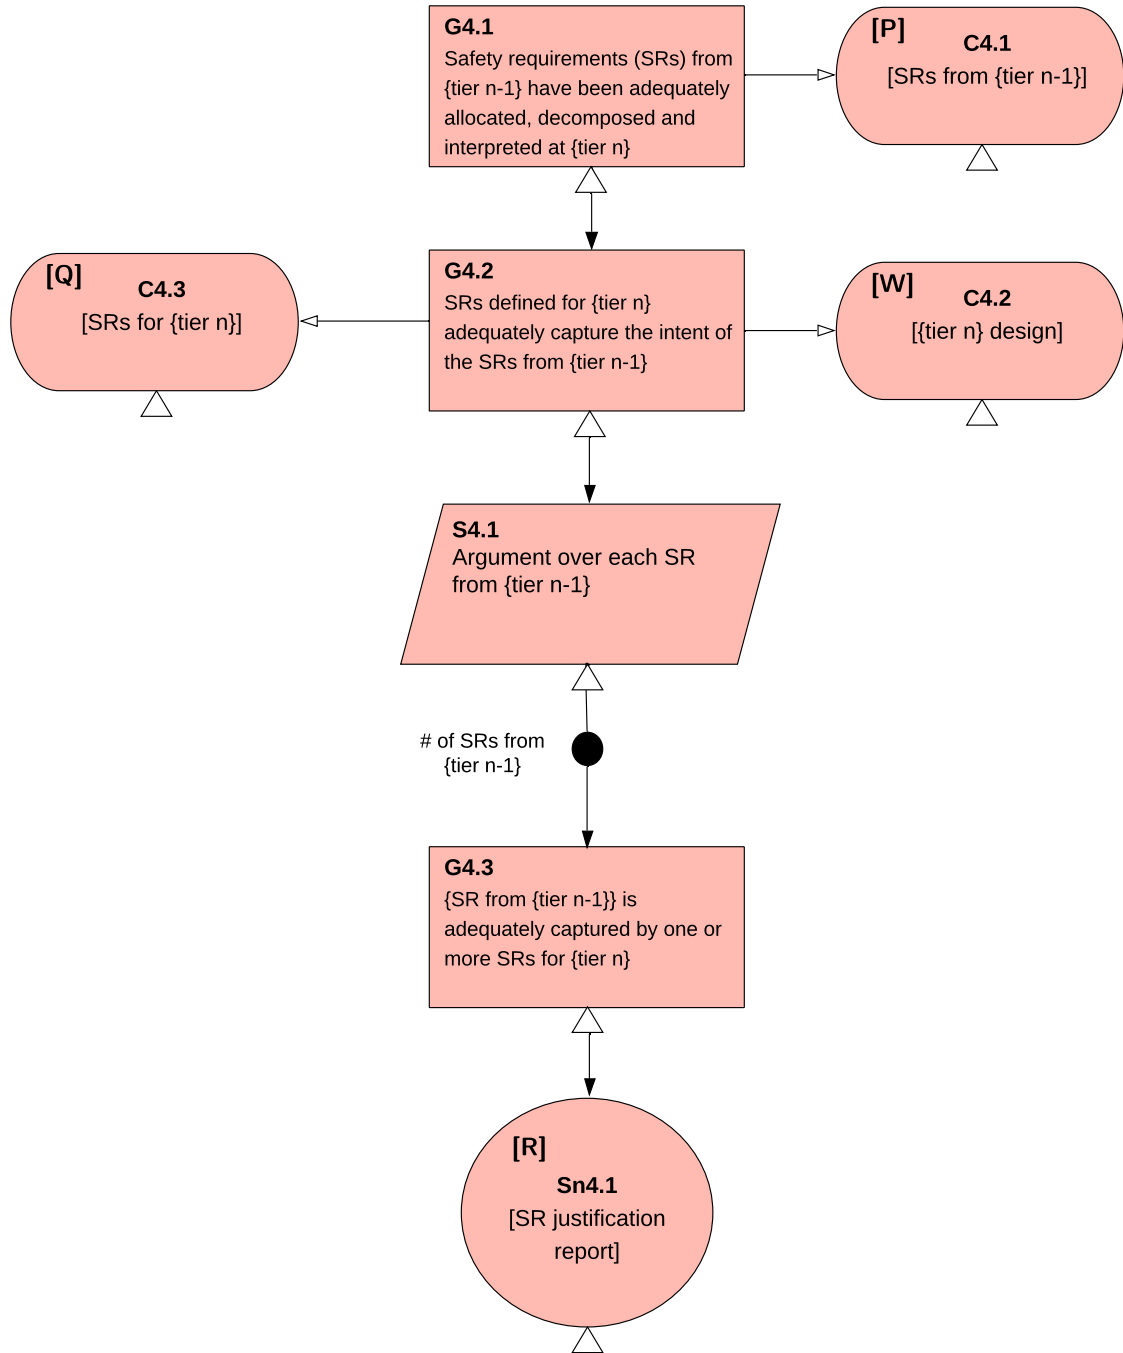 G4.1
Safety requirements (SRs) from
{tier n-1} have been adequately
allocated, decomposed and
interpreted at {tier n}
[P]
C4.1
[SRs from {tier n-1}]
[Q]
C4.3
[SRs for {tier n}]
G4.2
SRs defined for {tier n}
adequately capture the intent of
the SRs from {tier n-1}
[W]
C4.2
[{tier n} design]
S4.1
Argument over each SR
from {tier n-1}
# of SRs from
{tier n-1}
G4.3
{SR from {tier n-1}} is
adequately captured by one or
more SRs for {tier n}
[R]
Sn4.1
[SR justification
report]